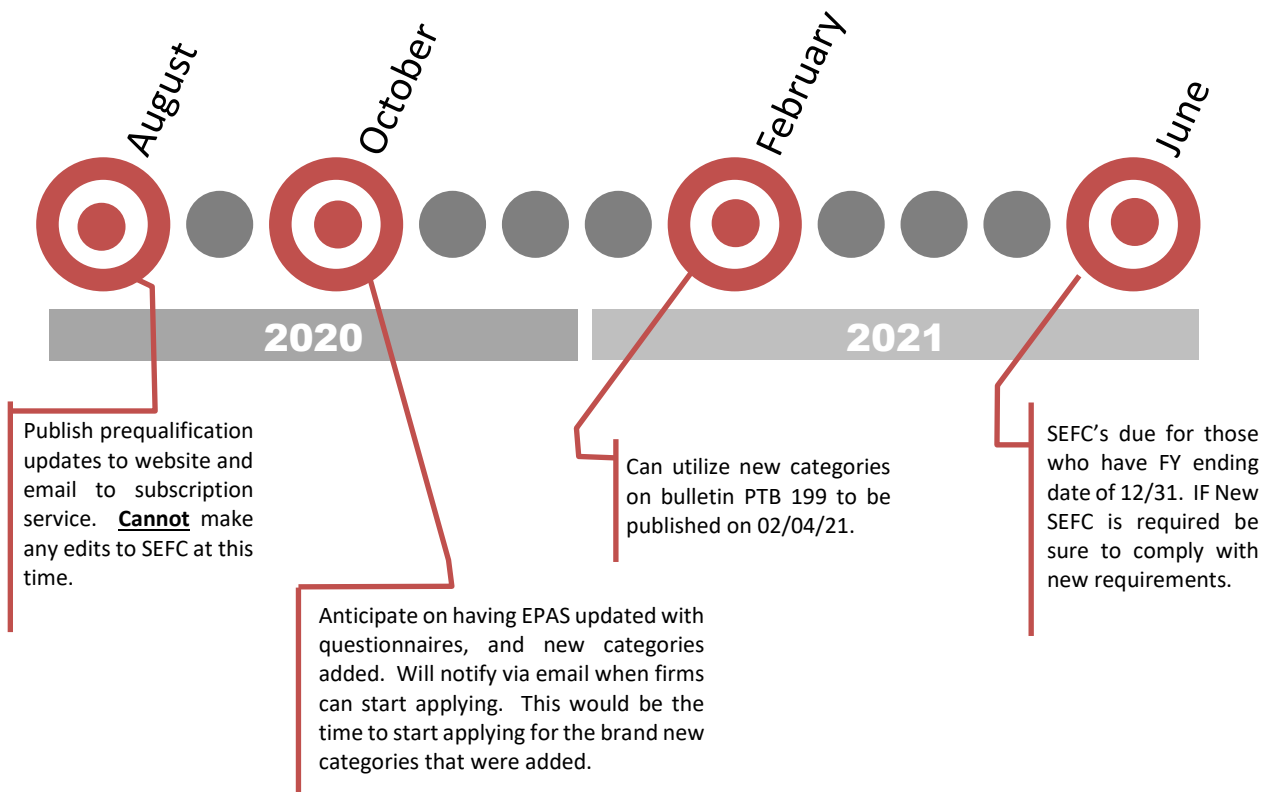 August
October
February
June
2020
2021
Publish prequalification
updates to website and
email to subscription
service. Cannot make
any edits to SEFC at this
time.
Anticipate on having EPAS updated with
questionnaires, and new categories
added. Will notify via email when firms
can start applying. This would be the
time to start applying for the brand new
categories that were added.
Can utilize new categories
on bulletin PTB 199 to be
published on 02/04/21.
SEFC’s due for those
who have FY ending
date of 12/31. IF New
SEFC is required be
sure to comply with
new requirements.